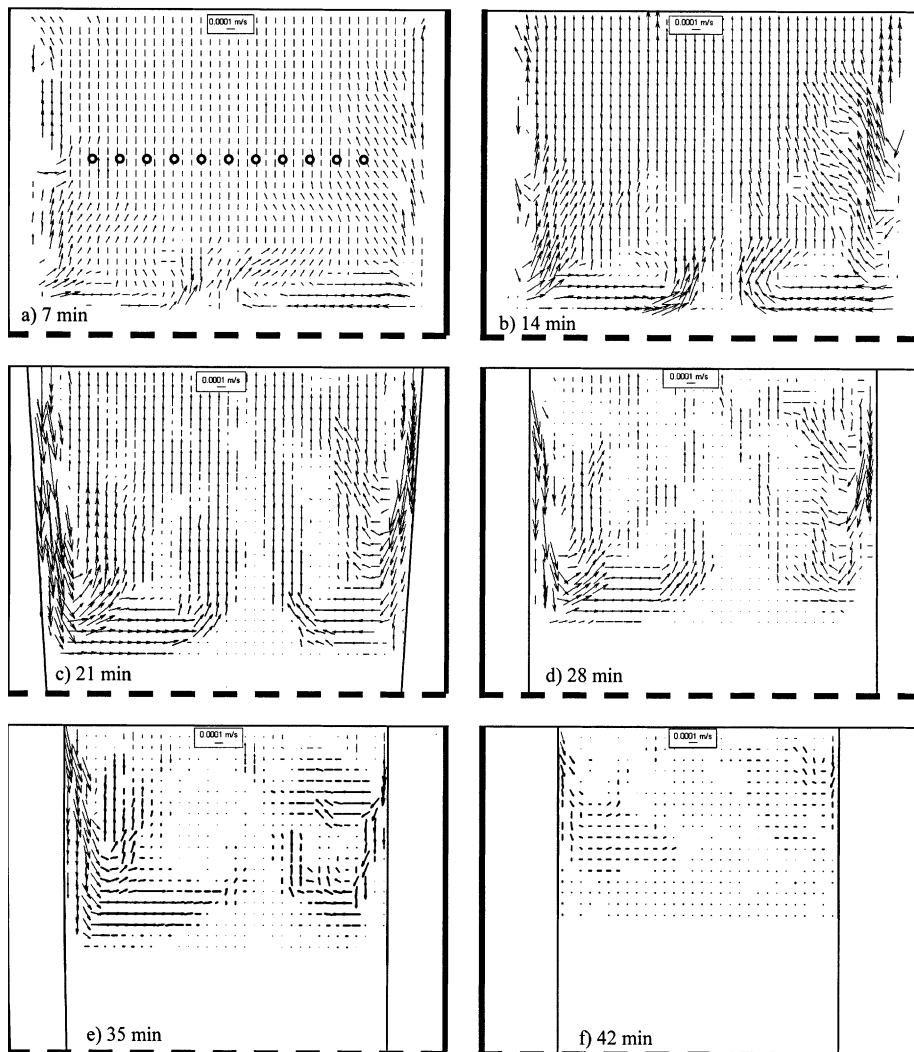 0.0001 m/s
0.0001 m/s
a) 7 min
b) 14 min
0.0001 m/s
0.0001 m/s
c) 21 min
d) 28 min
0.0001 m/s
0.0001 m/s
e) 35 min
f) 42 min